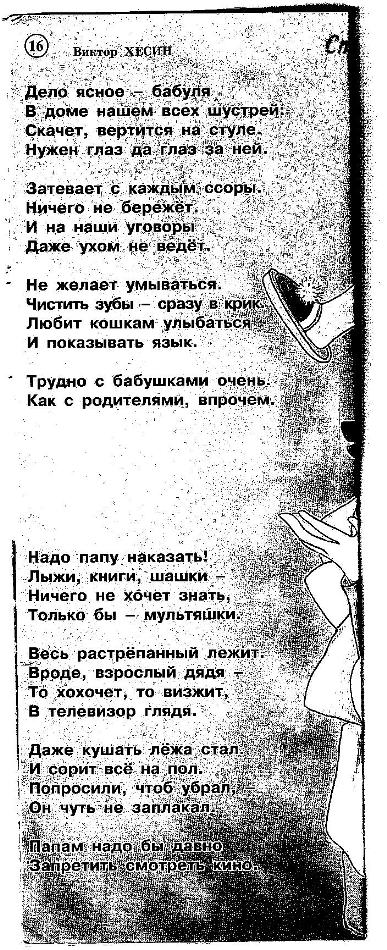 16
Виктор ХЕСИН
Дело ясное – бабуля
В доме нашем всех шустрей:
Скачет, вертится на стуле.
Нужен глаз да глаз за ней.
Затевает с каждым ссоры.
Ничего не бережёт.
И на наши уговоры
Даже ухом не ведёт.
Не желает умываться.
Чистить зубы – сразу в крик.
Любит кошкам улыбаться
И показывать язык.
Трудно с бабушками очень.
Как с родителями, впрочем.
Надо папу наказать!
Лыжи, книги, шашки –
Ничего не хочет знать,
Только бы – мультяшки.
Весь растрёпанный лежит.
Вроде, взрослый дядя –
То хохочет, то визжит,
В телевизор глядя.
Даже кушать лёжа стал.
И сорит всё на пол.
Попросили, чтоб убрал,
Он чуть не заплакал.
Папам надо бы давно
Запретить смотреть кино.